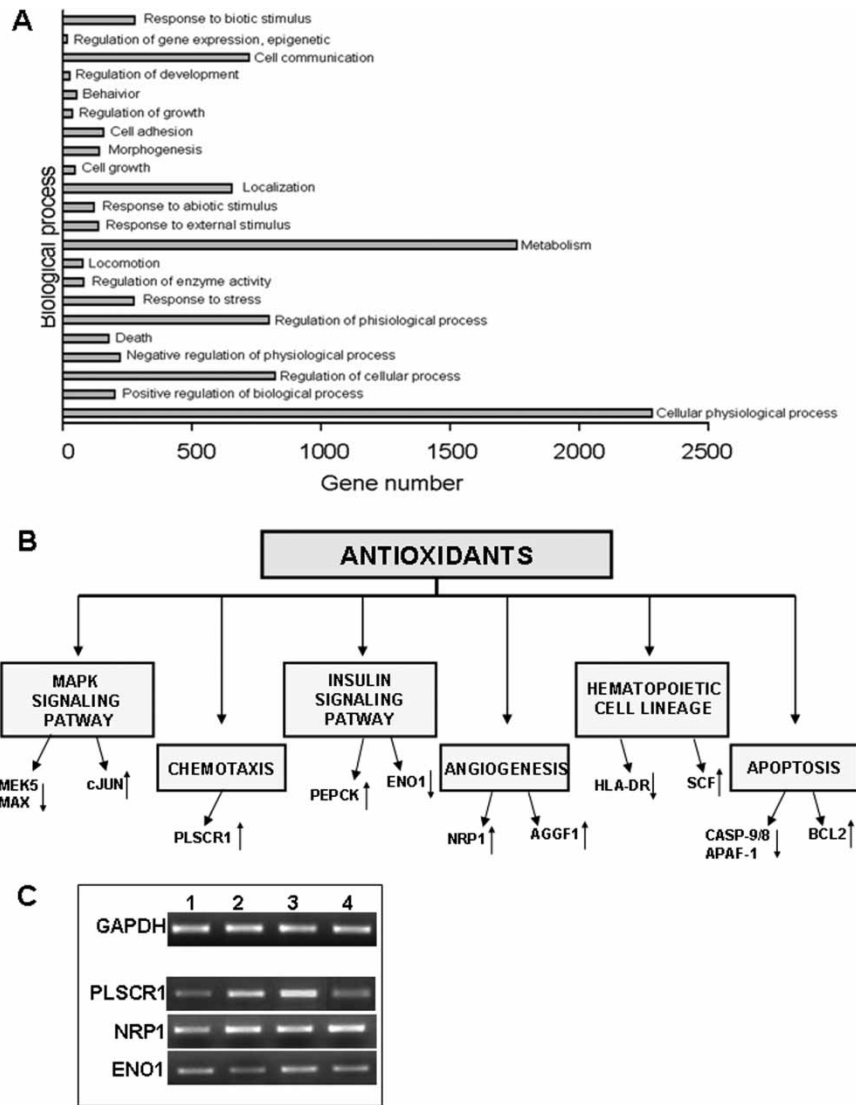 A
Biological process
Response to biotic stimulus
Regulation of gene expression, epigenetic
Cell communication
Regulation of development
Behaivior
Regulation of growth
Cell adhesion
Morphogenesis
Cell growth
Localization
Response to abiotic stimulus
Response to external stimulus
Metabolism
Locomotion
Regulation of enzyme activity
Response to stress
Regulation of phisiological process
Death
Negative regulation of physiological process
Regulation of cellular process
Positive regulation of biological process
Cellular physiological process
0 500 1000 1500 2000 2500
Gene number
B
ANTIOXIDANTS
MAPK
SIGNALING
PATWAY
MEK5
MAX
cJUN
CHEMOTAXIS
PLSCR1
INSULIN
SIGNALING
PATWAY
PEPCK
ENO1
ANGIOGENESIS
NRP1
AGGF1
HEMATOPOIETIC
CELL LINEAGE
HLA-DR
SCF
APOPTOSIS
CASP-9/8
APAF-1
BCL2
C
1 2 3 4
GAPDH
PLSCR1
NRP1
ENO1